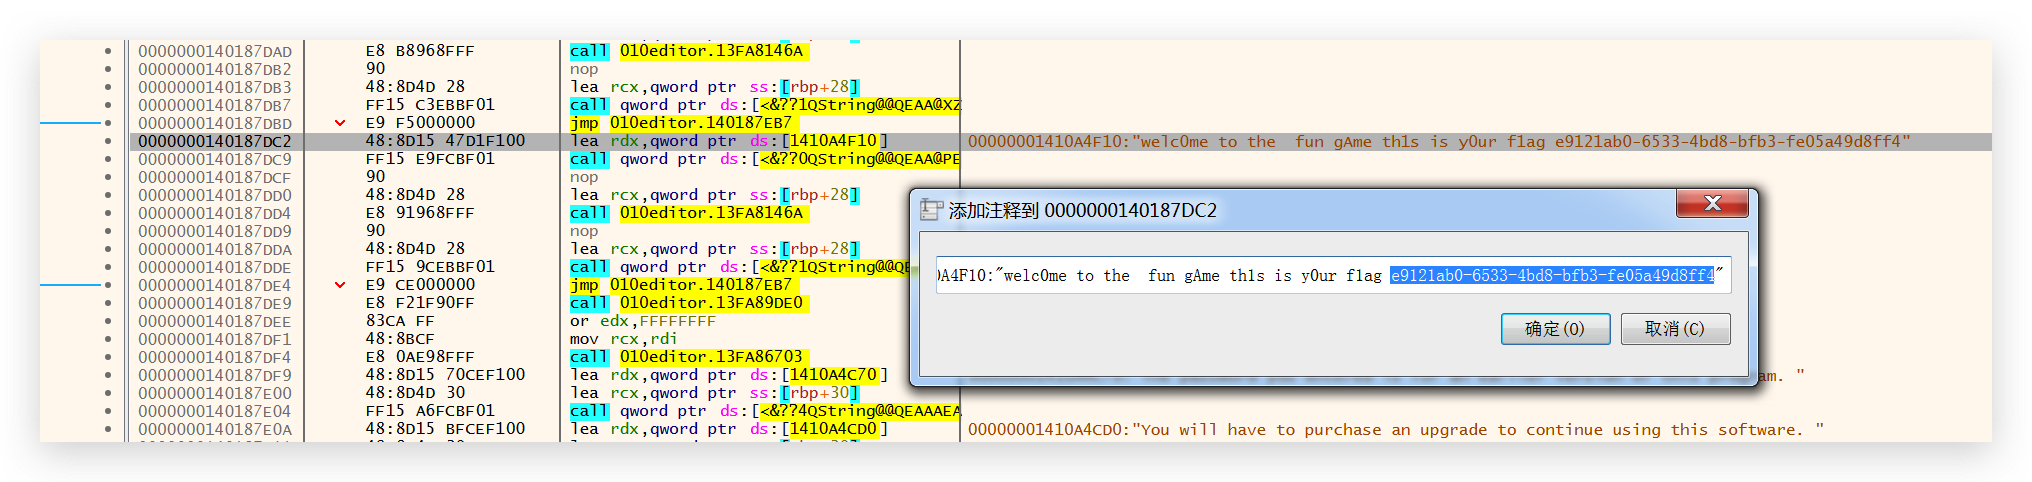 0000000140187DAD E8 B8968FFF call 010editor.13FA8146A
0000000140187DB2 90 nop
0000000140187DB3 48:8D4D 28 lea rcx,qword ptr ss:[rbp+28]
0000000140187DB7 FF15 C3EBBF01 call qword ptr ds:[<&??1QString@@QEAA@XZ
0000000140187DBD E9 F5000000 jmp 010editor.140187EB7
0000000140187DC2 48:8D15 47D1F100 lea rdx,qword ptr ds:[1410A4F10] 00000001410A4F10:"welc0me to the  fun gAme th1s is y0ur f1ag e9121ab0-6533-4bd8-bfb3-fe05a49d8ff4"
0000000140187DC9 FF15 E9FCBF01 call qword ptr ds:[<&??0QString@@QEAA@PE
0000000140187DCF 90 nop
0000000140187DD0 48:8D4D 28 lea rcx,qword ptr ss:[rbp+28]
0000000140187DD4 E8 91968FFF call 010editor.13FA8146A
0000000140187DD9 90 nop
0000000140187DDA 48:8D4D 28 lea rcx,qword ptr ss:[rbp+28]
0000000140187DDE FF15 9CEBBF01 call qword ptr ds:[<&??1QString@@QEA
0000000140187DE4 E9 CE000000 jmp 010editor.140187EB7
0000000140187DE9 E8 F21F90FF call 010editor.13FA89DE0
0000000140187DEE 83CA FF or edx,FFFFFFFF
0000000140187DF1 48:8BCF mov rcx,rdi
0000000140187DF4 E8 0AE98FFF call 010editor.13FA86703
0000000140187DF9 48:8D15 70CEF100 lea rdx,qword ptr ds:[1410A4C70] "
0000000140187E00 48:8D4D 30 lea rcx,qword ptr ss:[rbp+30]
0000000140187E04 FF15 A6FCBF01 call qword ptr ds:[<&??4QString@@QEAAAEA
0000000140187E0A 48:8D15 BFCEF100 lea rdx,qword ptr ds:[1410A4CD0] 00000001410A4CD0:"You will have to purchase an upgrade to continue using this software. "
添加注释到 0000000140187DC2
0A4F10:"welc0me to the  fun gAme th1s is y0ur f1ag e9121ab0-6533-4bd8-bfb3-fe05a49d8ff4"
确定(O) 取消(C)